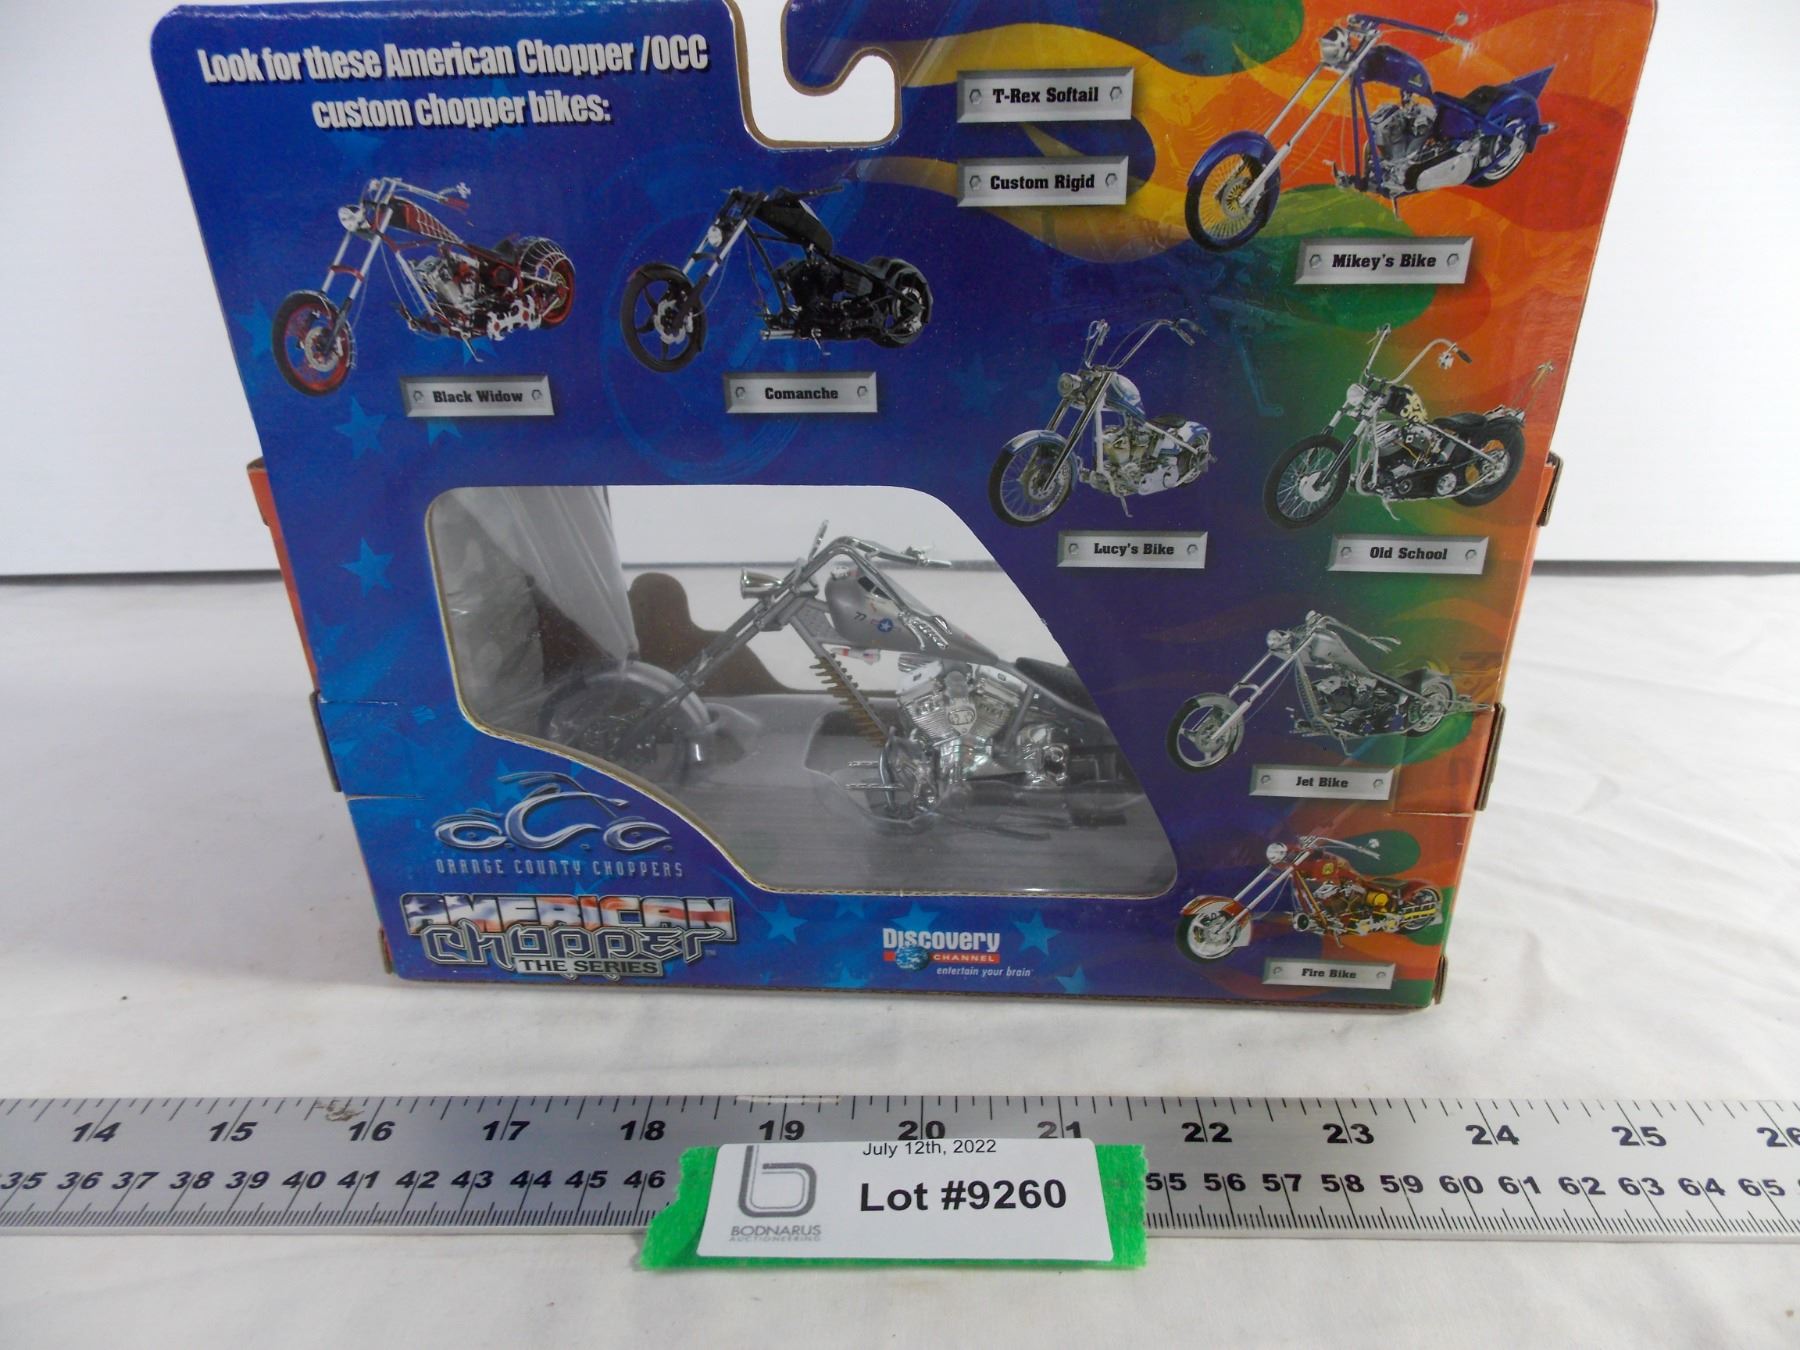 Look for these American Chopper /OCC
custom chopper bikes:
T-Rex Softail
Custom Rigid
Mikey's Bike
Black Widow
Comanche
Lucy's Bike
Old School
77
Jet Bike
O.C.C.
ORANGE COUNTY CHOPPERS
AMERICAN
Chopper
THE SERIES
Discovery
CHANNEL
entertain your brain
Fire Bike
14 15 16 17 18 19 20 21 22 23 24 25 26
35 36 37 38 39 40 41 42 43 44 45 46 55 56 57 58 59 60 61 62 63 64 65
July 12th, 2022
Lot #9260
BODNARUS
AUCTIONEERING